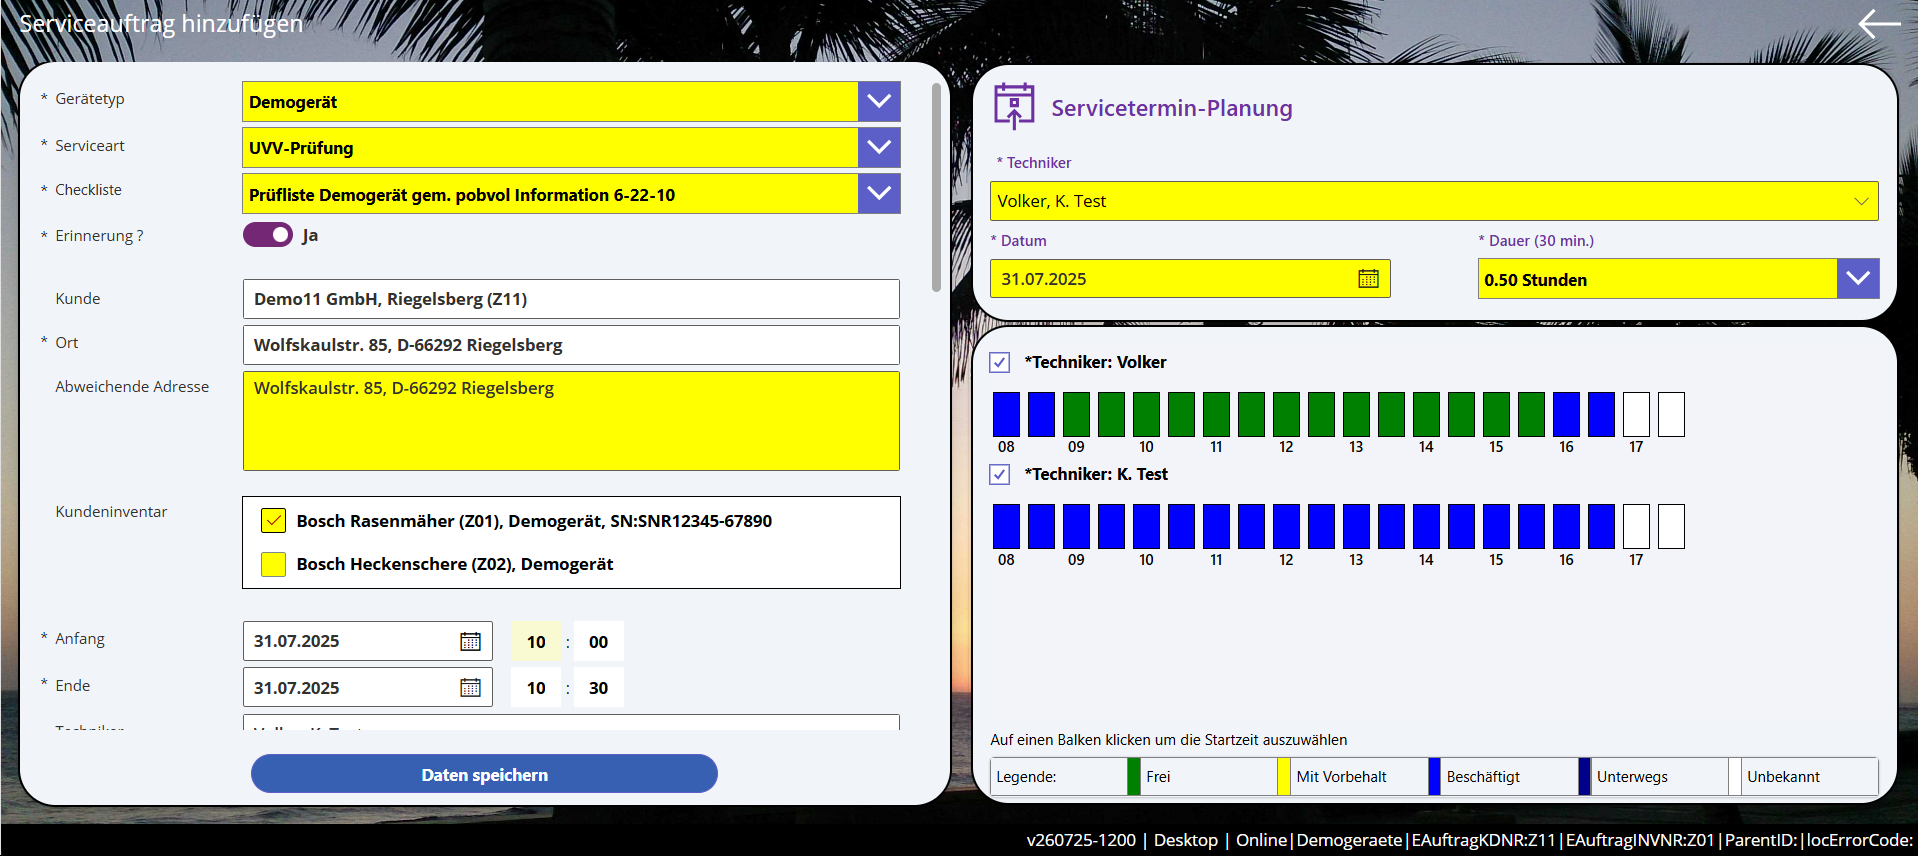 Serviceauftrag hinzufügen
* Gerätetyp
Demogerät
* Serviceart
UVV-Prüfung
* Checkliste
Prüfliste Demogerät gem. pobvol Information 6-22-10
* Erinnerung ?
Ja
Kunde
Demo11 GmbH, Riegelsberg (Z11)
* Ort
Wolfskaulstr. 85, D-66292 Riegelsberg
Abweichende Adresse
Wolfskaulstr. 85, D-66292 Riegelsberg
Kundeninventar
Bosch Rasenmäher (Z01), Demogerät, SN:SNR12345-67890
Bosch Heckenschere (Z02), Demogerät
* Anfang
31.07.2025
10 : 00
* Ende
31.07.2025
10 : 30
Techniker
Daten speichern
Servicetermin-Planung
* Techniker
Volker, K. Test
* Datum
31.07.2025
* Dauer (30 min.)
0.50 Stunden
*Techniker: Volker
08 09 10 11 12 13 14 15 16 17
*Techniker: K. Test
08 09 10 11 12 13 14 15 16 17
Auf einen Balken klicken um die Startzeit auszuwählen
Legende: Frei Mit Vorbehalt Beschäftigt Unterwegs Unbekannt
v260725-1200 | Desktop | Online|Demogeraete|EAuftragKDNR:Z11|EAuftragINVNR:Z01|ParentID:|locErrorCode: